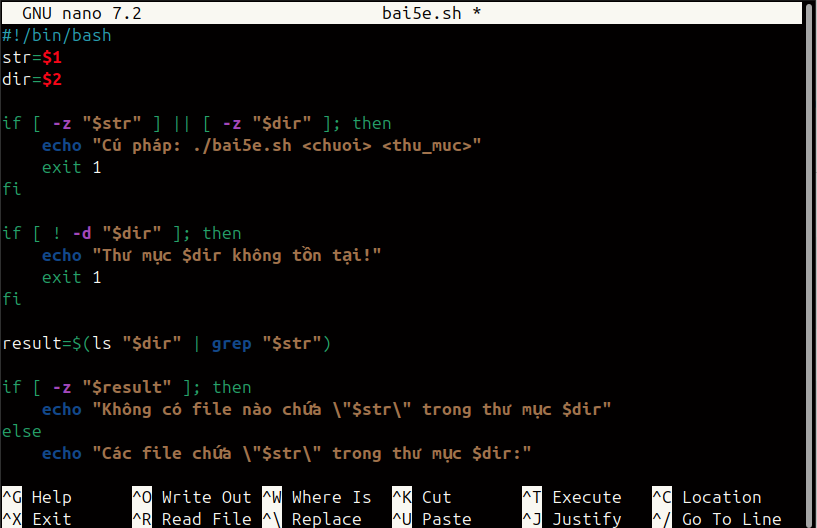 GNU nano 7.2 bai5e.sh *
#!/bin/bash
str=$1
dir=$2
if [ -z "$str" ] || [ -z "$dir" ]; then
    echo "Cú pháp: ./bai5e.sh <chuoi> <thu_muc>"
    exit 1
fi
if [ ! -d "$dir" ]; then
    echo "Thư mục $dir không tồn tại!"
    exit 1
fi
result=$(ls "$dir" | grep "$str")
if [ -z "$result" ]; then
    echo "Không có file nào chứa \"$str\" trong thư mục $dir"
else
    echo "Các file chứa \"$str\" trong thư mục $dir:"
^G Help ^O Write Out ^W Where Is ^K Cut ^T Execute ^C Location
^X Exit ^R Read File ^\ Replace ^U Paste ^J Justify ^/ Go To Line